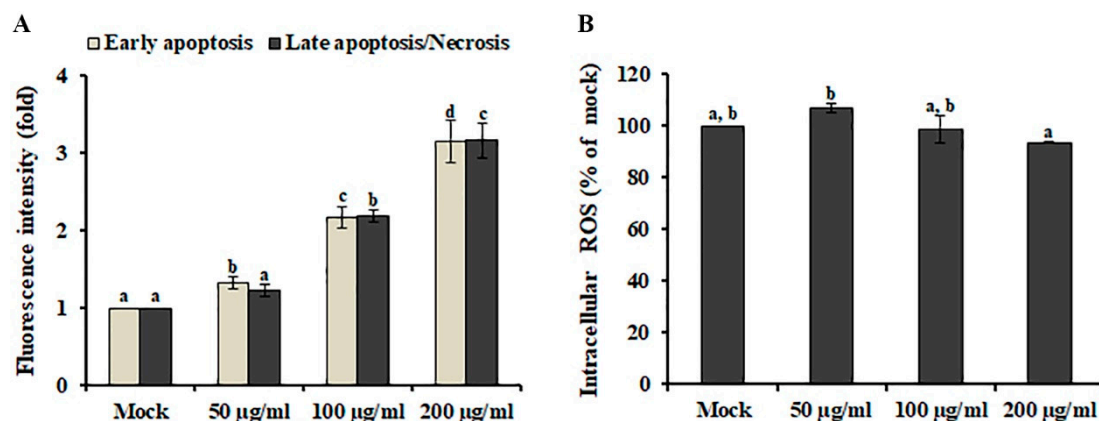 A
Early apoptosis Late apoptosis/Necrosis
Fluorescence intensity (fold)
4
3
2
1
0
a a
b a
c b
d c
Mock 50 µg/ml 100 µg/ml 200 µg/ml
B
Intracellular ROS (% of mock)
120
100
80
60
40
20
0
a, b
b
a, b
a
Mock 50 µg/ml 100 µg/ml 200 µg/ml